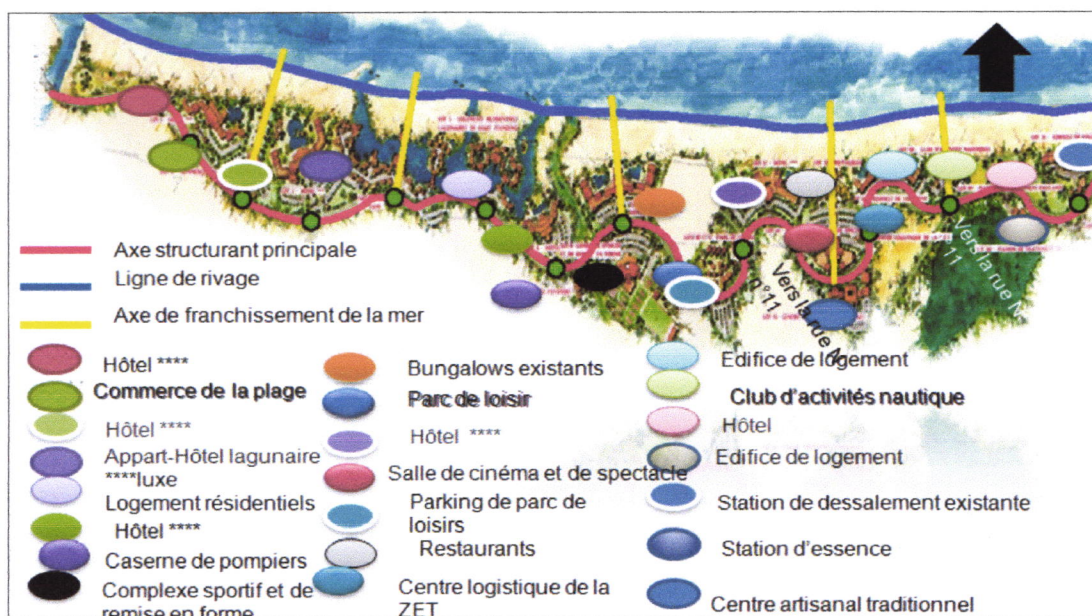 Vers la rue N
n°11
Vers la rue N
11
Axe structurant principale
Ligne de rivage
Axe de franchissement de la mer
Hôtel ****
Commerce de la plage
Hôtel ****
Appart-Hôtel lagunaire
****luxe
Logement résidentiels
Hôtel ****
Caserne de pompiers
Complexe sportif et de
remise en forme
Bungalows existants
Parc de loisir
Hôtel ****
Salle de cinéma et de spectacle
Parking de parc de
loisirs
Restaurants
Centre logistique de la
ZET
Edifice de logement
Club d'activités nautique
Hôtel
Edifice de logement
Station de dessalement existante
Station d'essence
Centre artisanal traditionnel